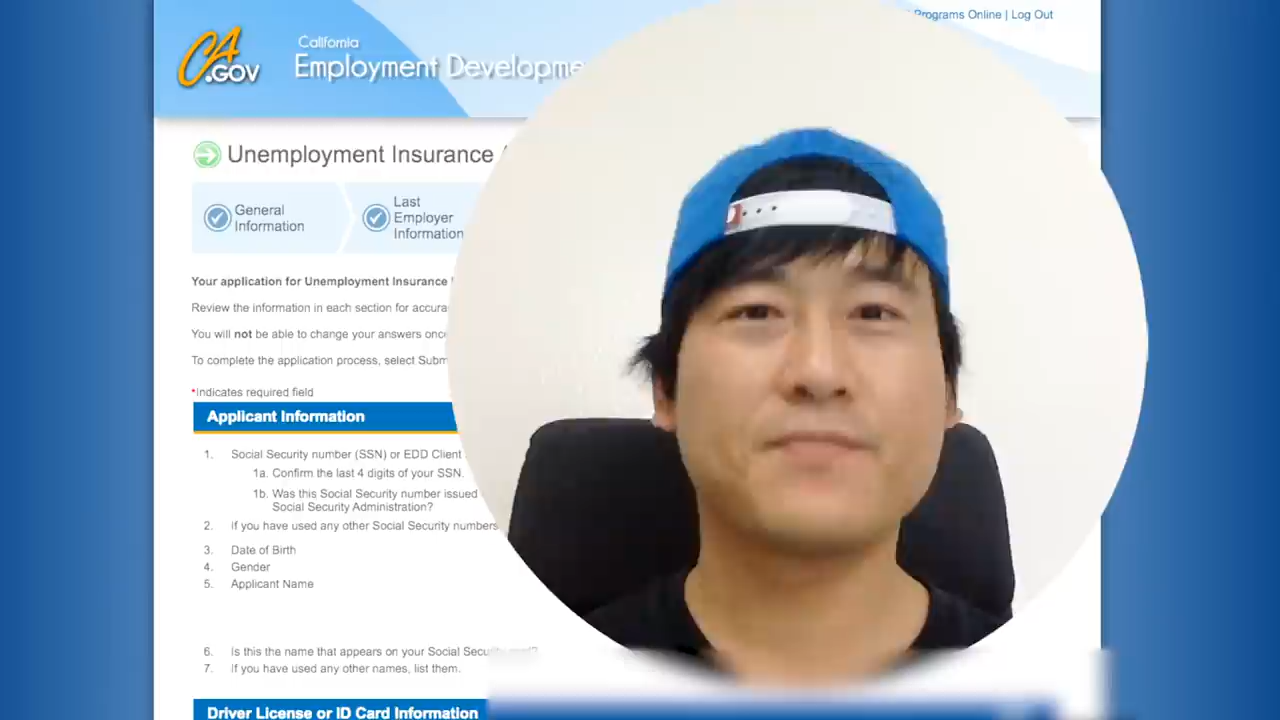 Programs Online | Log Out
CA
.GOV
California
Employment Developme
Unemployment Insurance
General
Information
Last
Employer
Information
Your application for Unemployment Insurance
Review the information in each section for accura
You will not be able to change your answers onc
To complete the application process, select Subm
*Indicates required field
Applicant Information
1. Social Security number (SSN) or EDD Client
1a. Confirm the last 4 digits of your SSN.
1b. Was this Social Security number issued
Social Security Administration?
2. If you have used any other Social Security numbers
3. Date of Birth
4. Gender
5. Applicant Name
6. Is this the name that appears on your Social
7. If you have used any other names, list them.
Driver License or ID Card Information